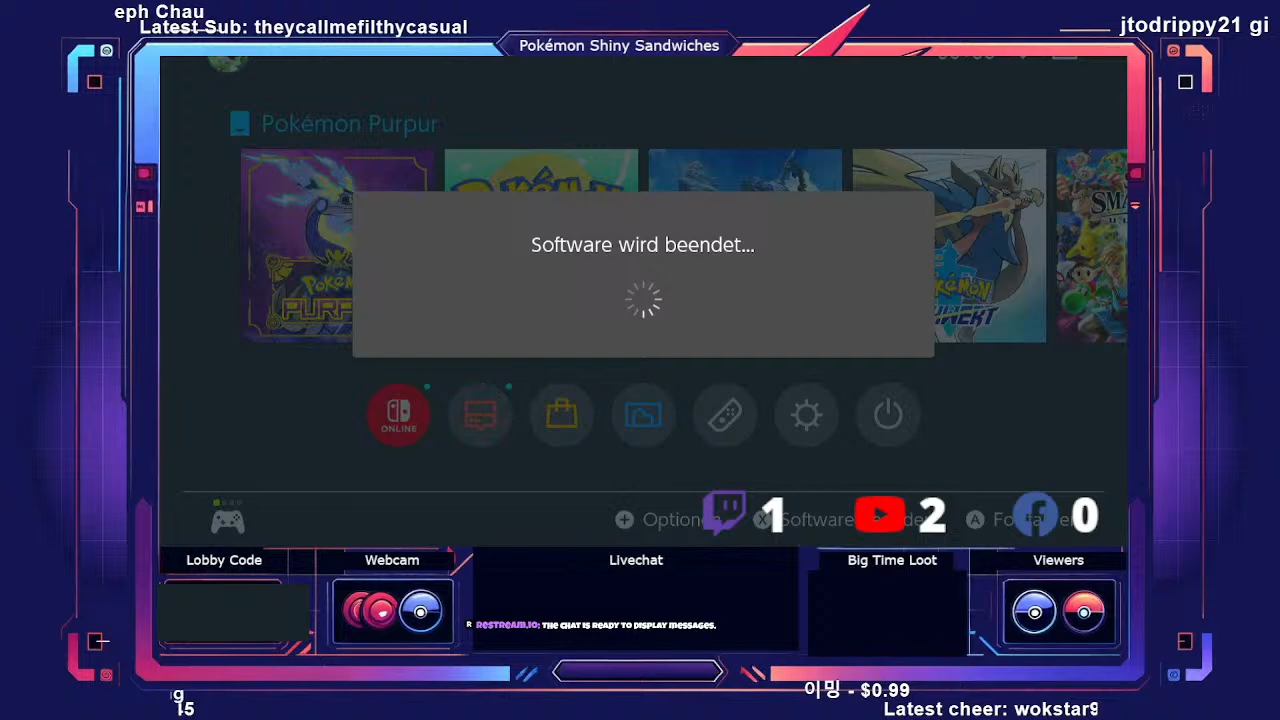 eph Chau
Latest Sub: theycallmefilthycasual
jtodrippy21 gi
Pokémon Shiny Sandwiches
Pokémon Purpur
Software wird beendet...
ONLINE
Optionen
1
2
0
Lobby Code
Webcam
Livechat
Big Time Loot
Viewers
R RESTREAM.IO: THE CHAT IS READY TO DISPLAY MESSAGES.
g
15
이밍 - $0.99
Latest cheer: wokstar9